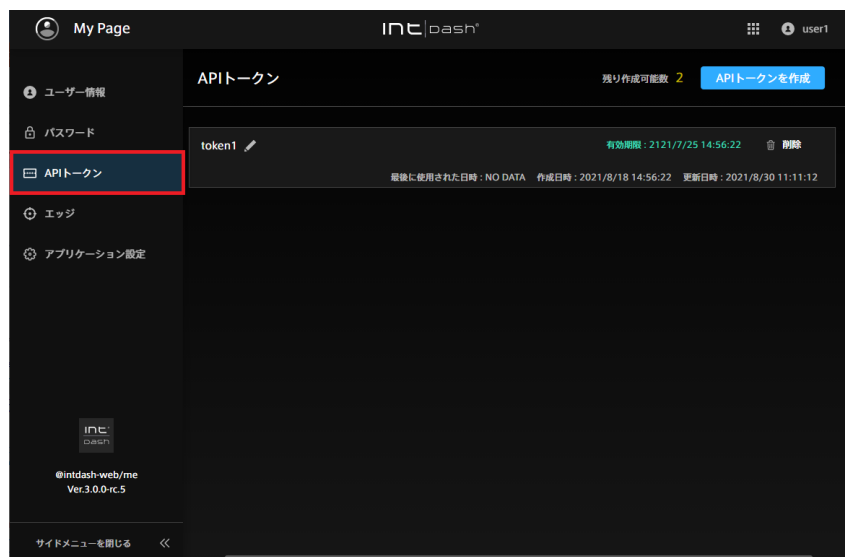 My Page
int dash
user1
ユーザー情報
パスワード
APIトークン
エッジ
アプリケーション設定
int
dash
@intdash-web/me
Ver.3.0.0-rc.5
サイドメニューを閉じる
APIトークン
残り作成可能数 2
APIトークンを作成
token1
有効期限 : 2121/7/25 14:56:22
削除
最後に使用された日時 : NO DATA 作成日時 : 2021/8/18 14:56:22 更新日時 : 2021/8/30 11:11:12